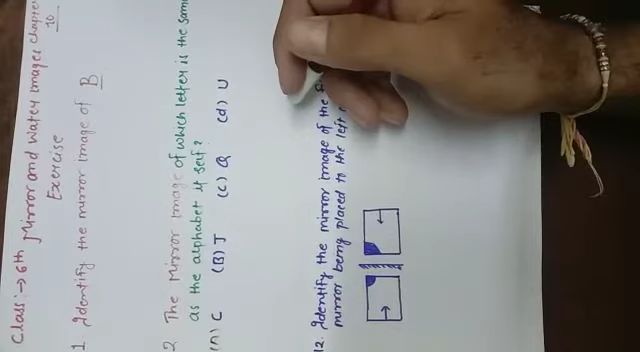 Class:→ 6th Mirror and Water Images chapter
10
Exercise
1. Identify the mirror image of B
2 The Mirror image of which letter is the same
as the alphabet it self?
(A) C (B) J (C) Q (d) U
12. Identify the mirror image of the
mirror being placed to the left